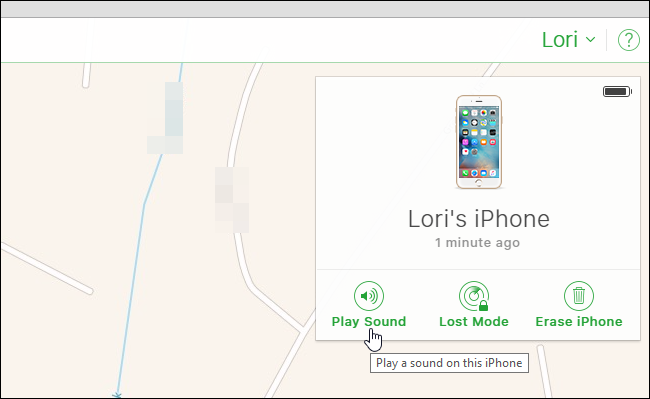 Lori
?
Lori's iPhone
1 minute ago
Play Sound
Lost Mode
Erase iPhone
Play a sound on this iPhone